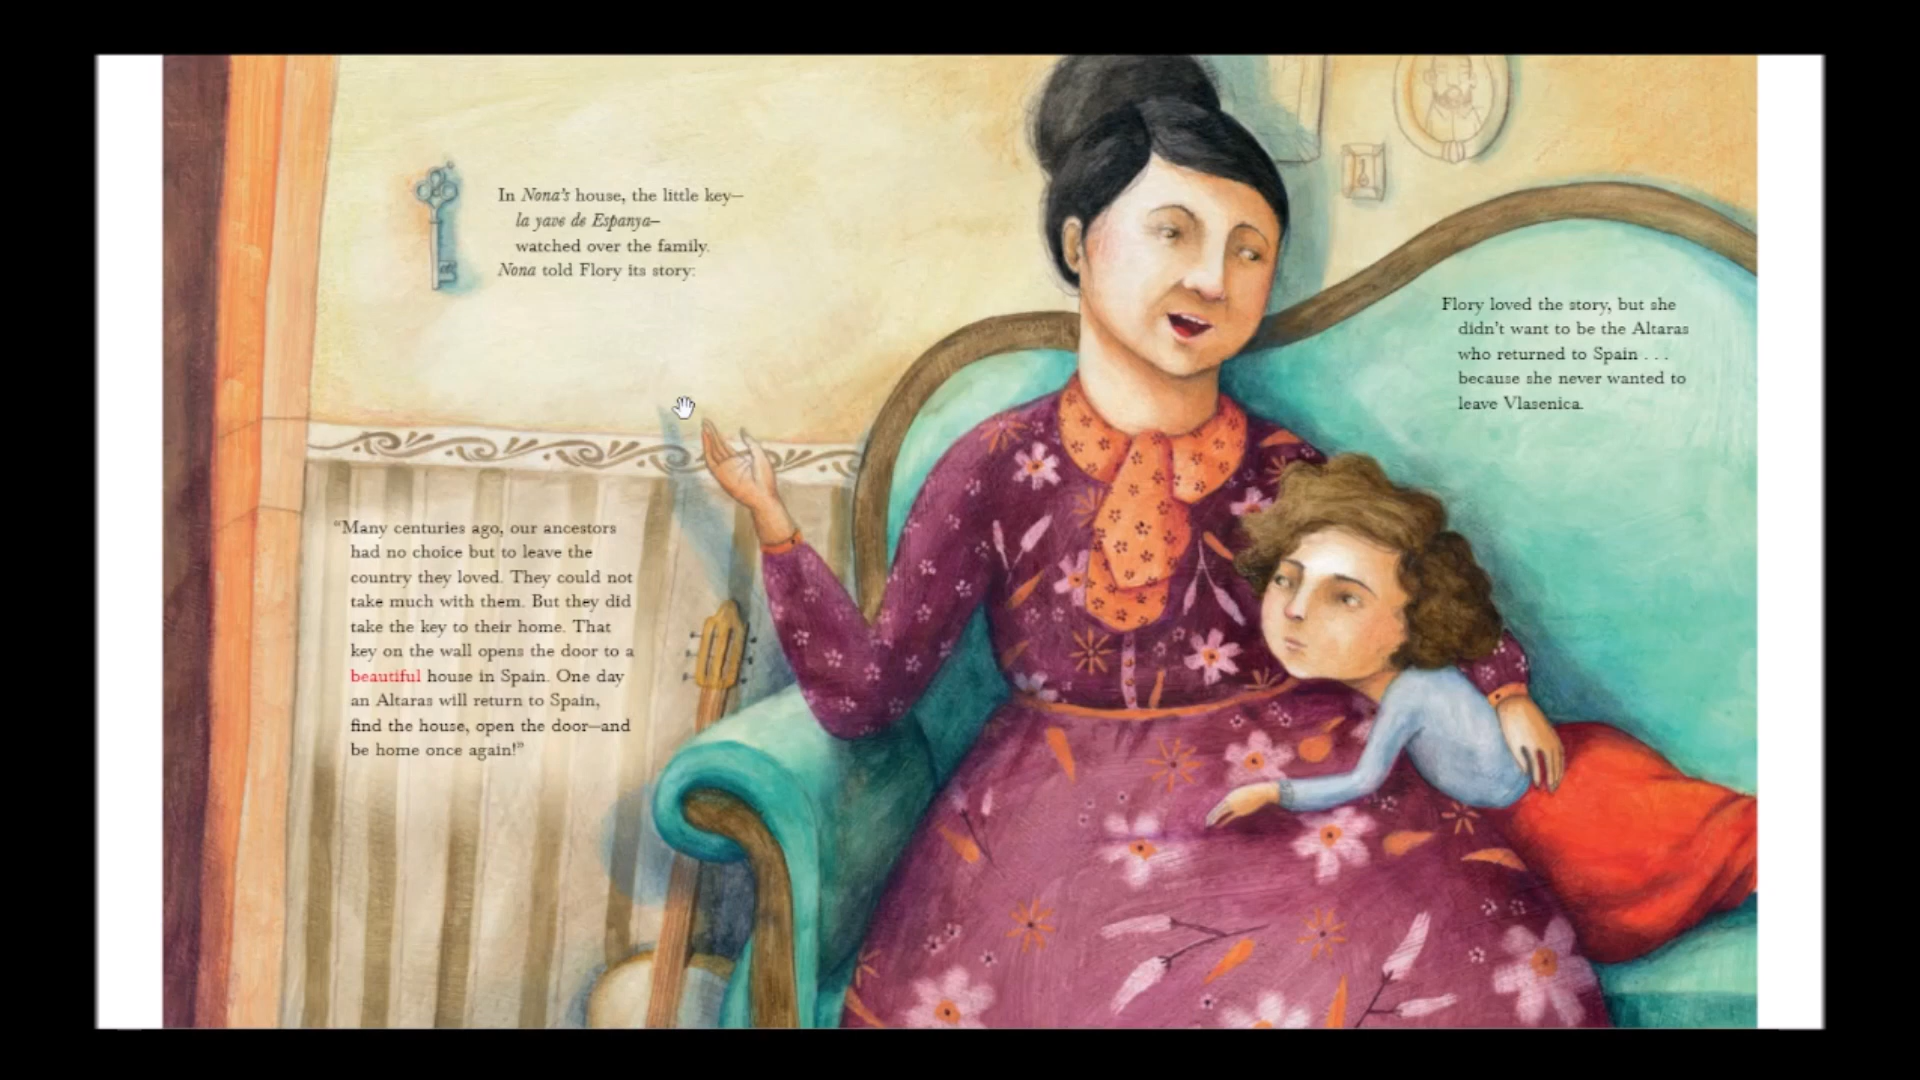 In Nona's house, the little key—
la yave de Espanya—
watched over the family.
Nona told Flory its story:
“Many centuries ago, our ancestors
had no choice but to leave the
country they loved. They could not
take much with them. But they did
take the key to their home. That
key on the wall opens the door to a
beautiful house in Spain. One day
an Altaras will return to Spain,
find the house, open the door—and
be home once again!”
Flory loved the story, but she
didn't want to be the Altaras
who returned to Spain . . .
because she never wanted to
leave Vlasenica.